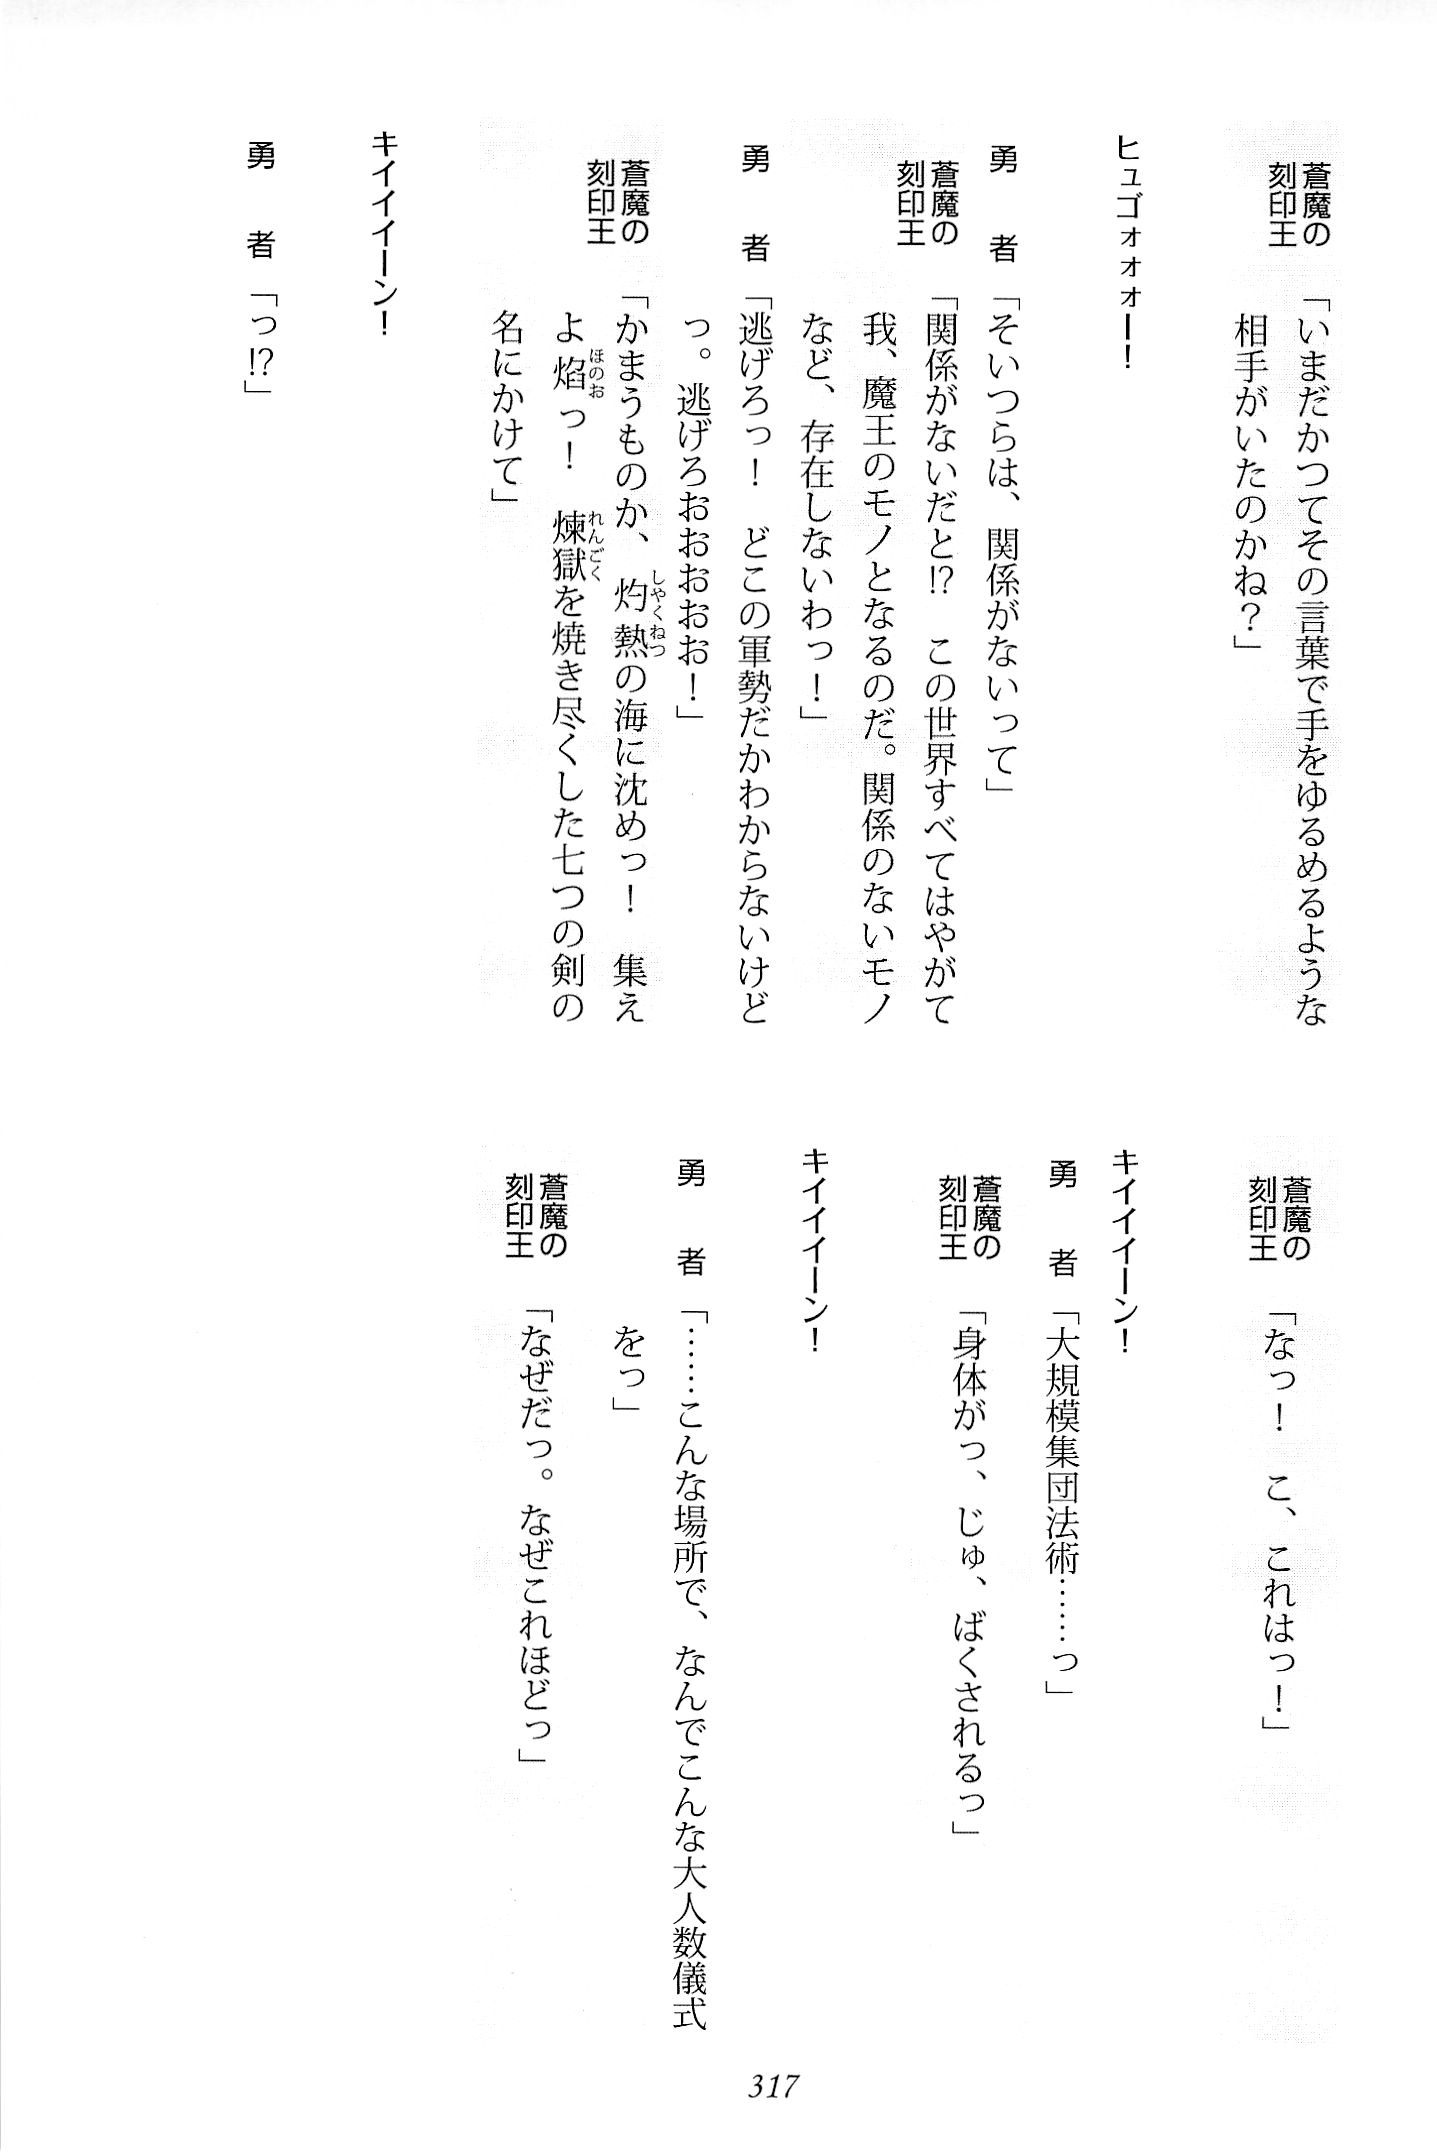 蒼魔の
刻印王
「いまだかつてその言葉で手をゆるめるような
相手がいたのかね？」
ヒュゴォォォー！
勇　者「そいつらは、関係がないって」
蒼魔の
刻印王
「関係がないだと!?　この世界すべてはやがて
我、魔王のモノとなるのだ。関係のないモノ
など、存在しないわっ！」
勇　者「逃げろっ！　どこの軍勢だかわからないけど
っ。逃げろおおおおお！」
蒼魔の
刻印王
「かまうものか、灼熱の海に沈めっ！　集え
しやくねつ
よ焰っ！　煉獄を焼き尽くした七つの剣の
ほのお
れんごく
名にかけて」
キイイイーン！
勇　者「っ!?」
蒼魔の
刻印王
「なっ！　こ、これはっ！」
キイイイーン！
勇　者「大規模集団法術……っ」
蒼魔の
刻印王
「身体がっ、じゅ、ばくされるっ」
キイイイーン！
勇　者「……こんな場所で、なんでこんな大人数儀式
をっ」
蒼魔の
刻印王
「なぜだっ。なぜこれほどっ」
317